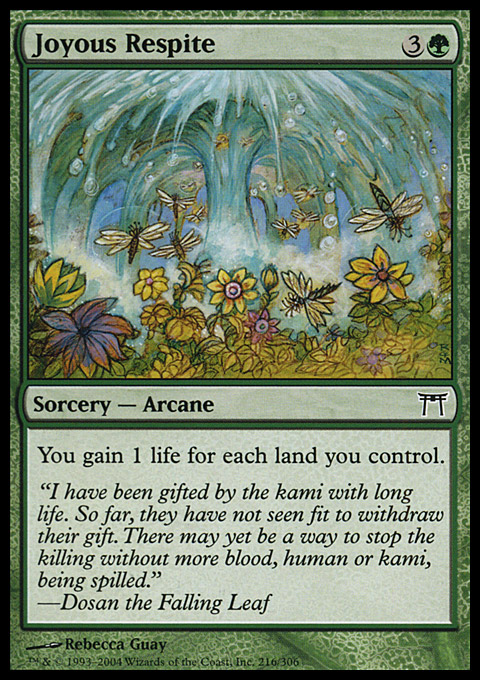 Joyous Respite 3
Sorcery — Arcane
You gain 1 life for each land you control.
“I have been gifted by the kami with long
life. So far, they have not seen fit to withdraw
their gift. There may yet be a way to stop the
killing without more blood, human or kami,
being spilled.”
—Dosan the Falling Leaf
Rebecca Guay
™ & © 1993–2004 Wizards of the Coast, Inc. 216/306